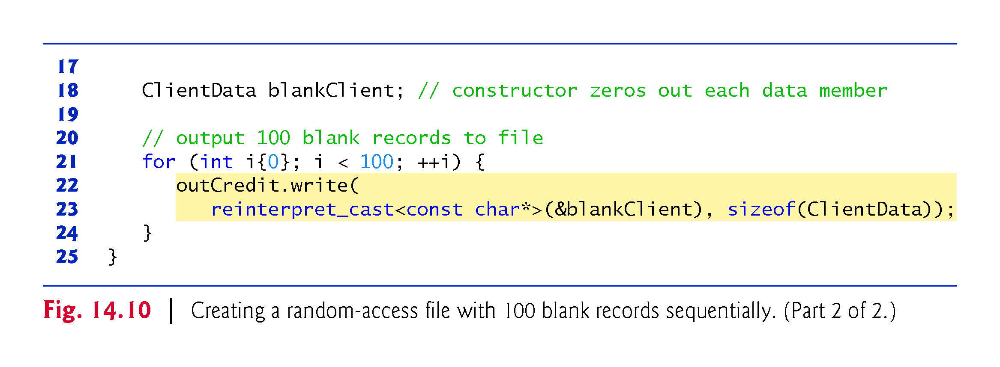 17
18 ClientData blankClient; // constructor zeros out each data member
19
20 // output 100 blank records to file
21 for (int i{0}; i < 100; ++i) {
22 outCredit.write(
23 reinterpret_cast<const char*>(&blankClient), sizeof(ClientData));
24 }
25 }
Fig. 14.10 | Creating a random-access file with 100 blank records sequentially. (Part 2 of 2.)